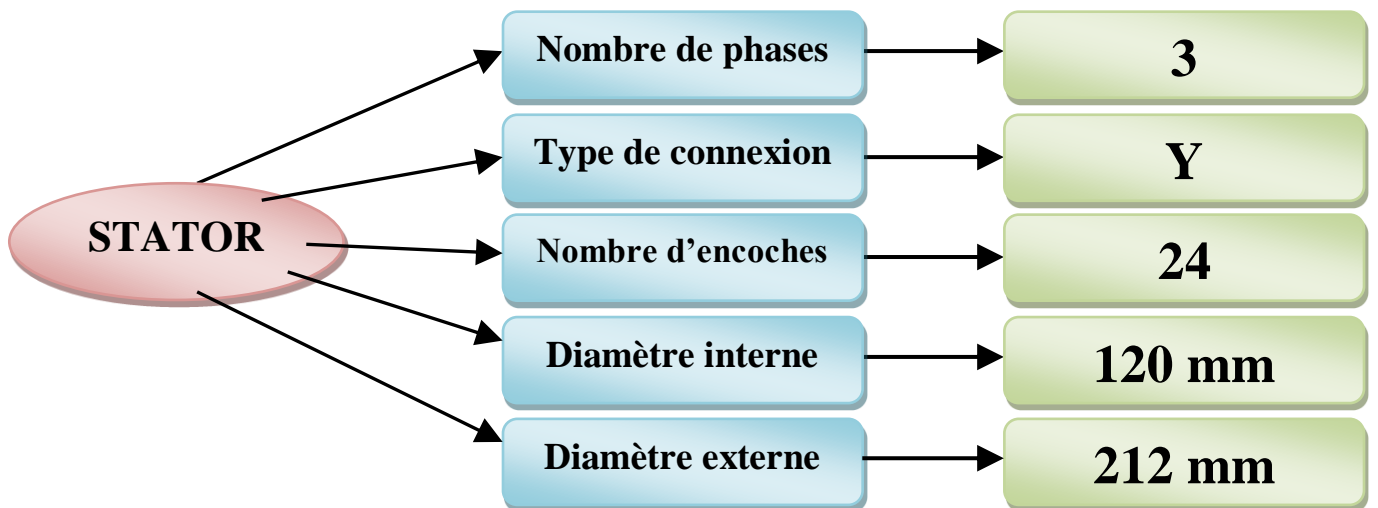 STATOR
Nombre de phases
3
Type de connexion
Y
Nombre d’encoches
24
Diamètre interne
120 mm
Diamètre externe
212 mm